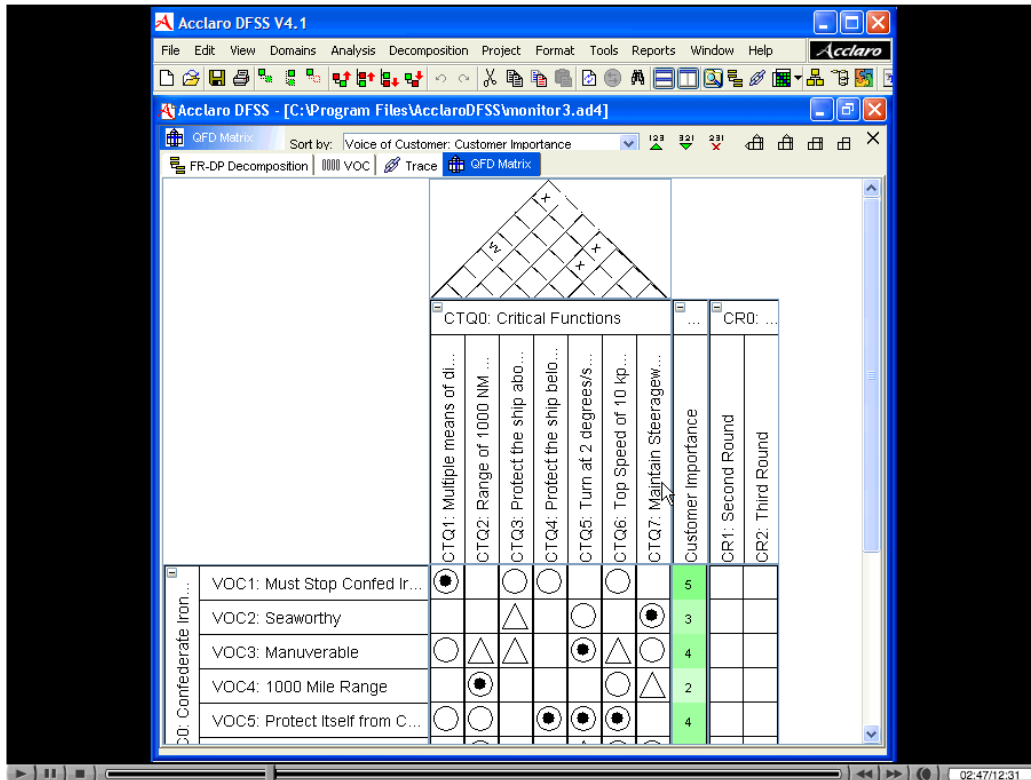 Acclaro DFSS V4.1
File Edit View Domains Analysis Decomposition Project Format Tools Reports Window Help
Acclaro
Acclaro DFSS - [C:\Program Files\AcclaroDFSS\monitor3.ad4]
QFD Matrix Sort by: Voice of Customer: Customer Importance 123 321 231
FR-DP Decomposition VOC Trace QFD Matrix
X
W X
X
CTQ0: Critical Functions ... CR0: ...
CTQ1: Multiple means of di...
CTQ2: Range of 1000 NM ...
CTQ3: Protect the ship abo...
CTQ4: Protect the ship belo...
CTQ5: Turn at 2 degrees/s...
CTQ6: Top Speed of 10 kp...
CTQ7: Maintain Steeragew...
Customer Importance
CR1: Second Round
CR2: Third Round
C0: Confederate Iron...
VOC1: Must Stop Confed Ir... 5
VOC2: Seaworthy 3
VOC3: Manuverable 4
VOC4: 1000 Mile Range 2
VOC5: Protect Itself from C... 4
02:47/12:31